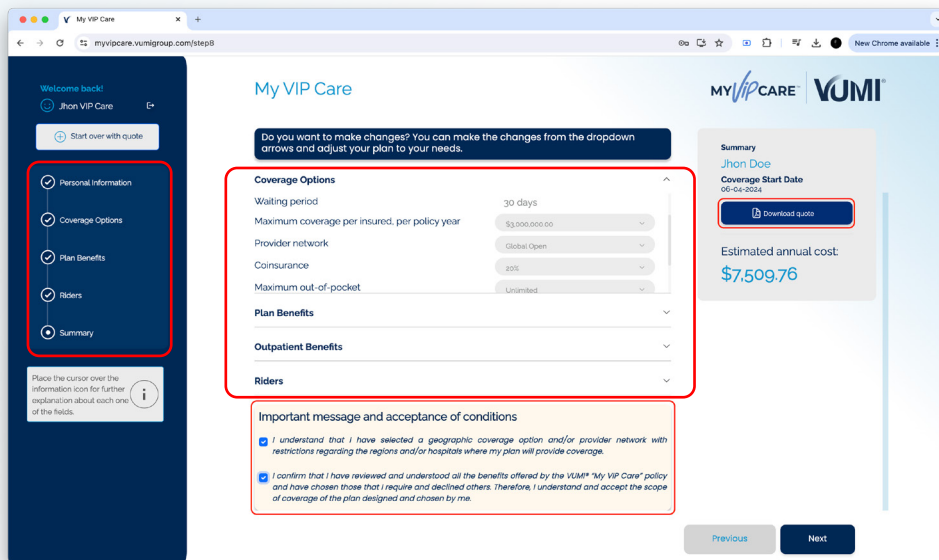 My VIP Care
myvipcare.vumigroup.com/step8
New Chrome available
Welcome back!
Jhon VIP Care
Start over with quote
Personal Information
Coverage Options
Plan Benefits
Riders
Summary
Place the cursor over the
information icon for further
explanation about each one
of the fields.
i
My VIP Care
MY VIP CARE™ VUMI®
Do you want to make changes? You can make the changes from the dropdown
arrows and adjust your plan to your needs.
Coverage Options
Waiting period 30 days
Maximum coverage per insured, per policy year $3,000,000.00
Provider network Global Open
Coinsurance 20%
Maximum out-of-pocket Unlimited
Plan Benefits
Outpatient Benefits
Riders
Important message and acceptance of conditions
I understand that I have selected a geographic coverage option and/or provider network with
restrictions regarding the regions and/or hospitals where my plan will provide coverage.
I confirm that I have reviewed and understood all the benefits offered by the VUMI® "My VIP Care" policy
and have chosen those that I require and declined others. Therefore, I understand and accept the scope
of coverage of the plan designed and chosen by me.
Summary
Jhon Doe
Coverage Start Date
06-04-2024
Download quote
Estimated annual cost:
$7,509.76
Previous
Next